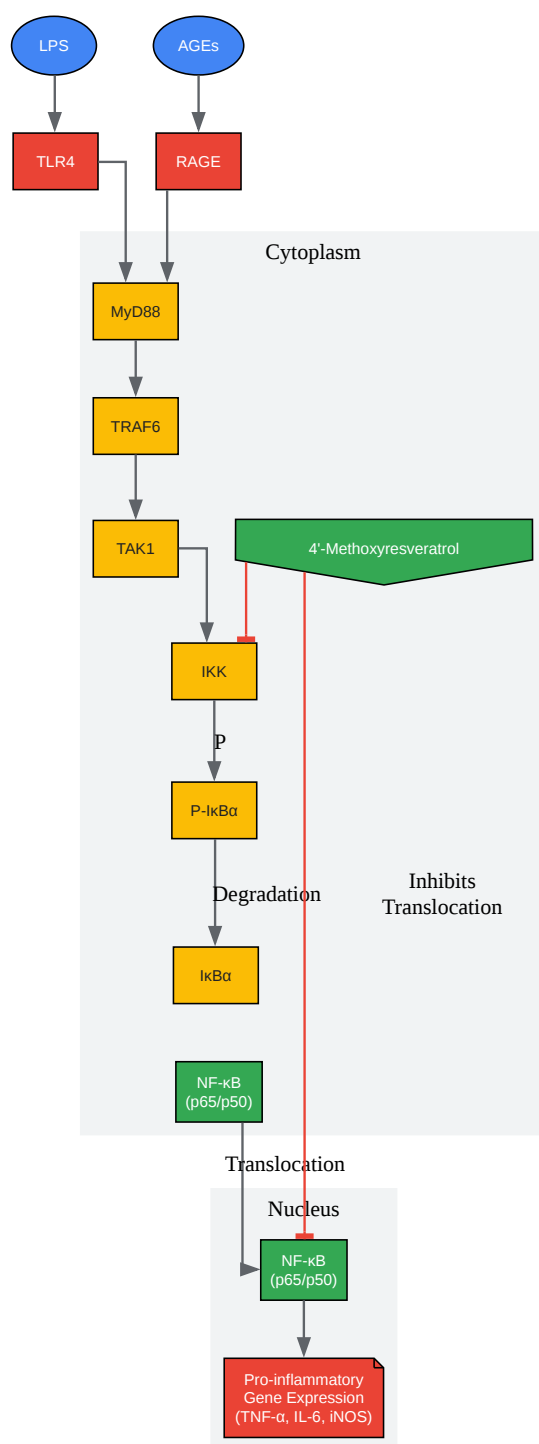 LPS
AGEs
TLR4
RAGE
Cytoplasm
MyD88
TRAF6
TAK1
4'-Methoxyresveratrol
IKK
P
P-IκBα
Degradation
Inhibits
Translocation
IκBα
NF-κB
(p65/p50)
Translocation
Nucleus
NF-κB
(p65/p50)
Pro-inflammatory
Gene Expression
(TNF-α, IL-6, iNOS)